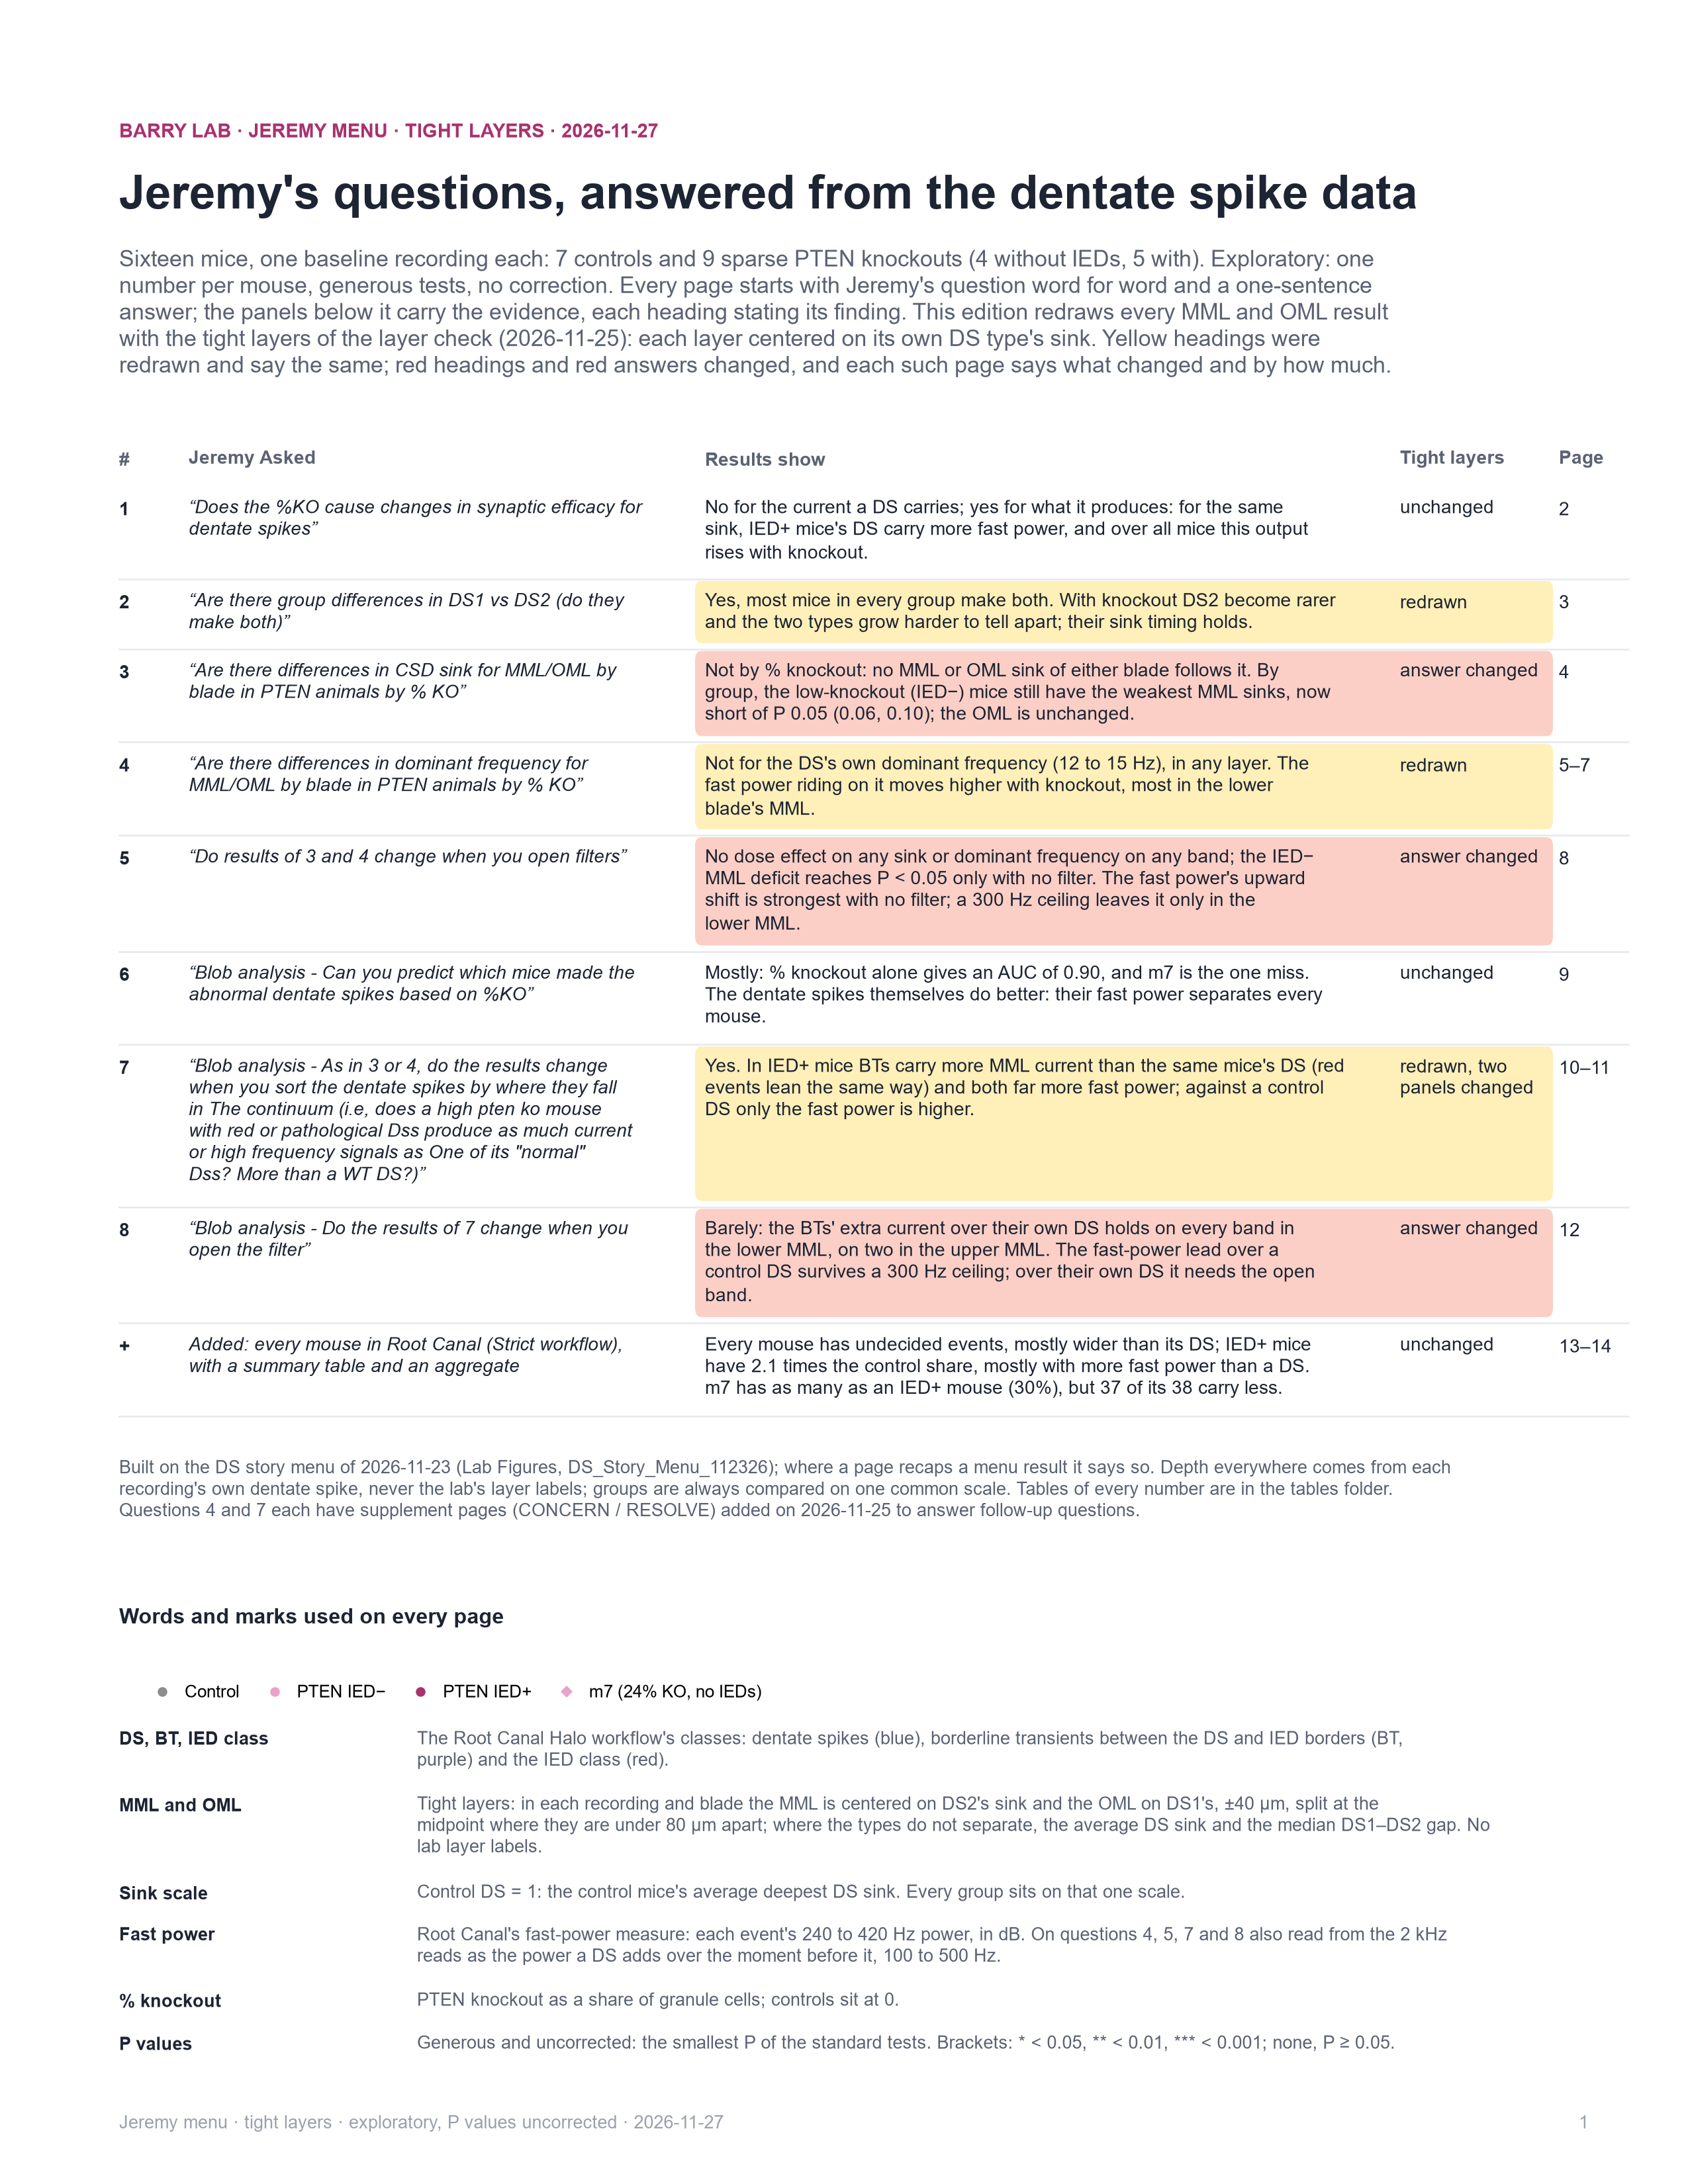 BARRY LAB · JEREMY MENU · TIGHT LAYERS · 2026-11-27
Jeremy's questions, answered from the dentate spike data
Sixteen mice, one baseline recording each: 7 controls and 9 sparse PTEN knockouts (4 without IEDs, 5 with). Exploratory: one
number per mouse, generous tests, no correction. Every page starts with Jeremy's question word for word and a one-sentence
answer; the panels below it carry the evidence, each heading stating its finding. This edition redraws every MML and OML result
with the tight layers of the layer check (2026-11-25): each layer centered on its own DS type's sink. Yellow headings were
redrawn and say the same; red headings and red answers changed, and each such page says what changed and by how much.
# Jeremy Asked Results show Tight layers Page
1 “Does the %KO cause changes in synaptic efficacy for
dentate spikes”
No for the current a DS carries; yes for what it produces: for the same
sink, IED+ mice's DS carry more fast power, and over all mice this output
rises with knockout.
unchanged
2
2 “Are there group differences in DS1 vs DS2 (do they
make both)”
Yes, most mice in every group make both. With knockout DS2 become rarer
and the two types grow harder to tell apart; their sink timing holds.
redrawn
3
3 “Are there differences in CSD sink for MML/OML by
blade in PTEN animals by % KO”
Not by % knockout: no MML or OML sink of either blade follows it. By
group, the low-knockout (IED−) mice still have the weakest MML sinks, now
short of P 0.05 (0.06, 0.10); the OML is unchanged.
answer changed
4
4 “Are there differences in dominant frequency for
MML/OML by blade in PTEN animals by % KO”
Not for the DS's own dominant frequency (12 to 15 Hz), in any layer. The
fast power riding on it moves higher with knockout, most in the lower
blade's MML.
redrawn
5–7
5 “Do results of 3 and 4 change when you open filters”
No dose effect on any sink or dominant frequency on any band; the IED−
MML deficit reaches P < 0.05 only with no filter. The fast power's upward
shift is strongest with no filter; a 300 Hz ceiling leaves it only in the
lower MML.
answer changed
8
6 “Blob analysis - Can you predict which mice made the
abnormal dentate spikes based on %KO”
Mostly: % knockout alone gives an AUC of 0.90, and m7 is the one miss.
The dentate spikes themselves do better: their fast power separates every
mouse.
unchanged
9
7 “Blob analysis - As in 3 or 4, do the results change
when you sort the dentate spikes by where they fall
in The continuum (i.e, does a high pten ko mouse
with red or pathological Dss produce as much current
or high frequency signals as One of its "normal"
Dss? More than a WT DS?)”
Yes. In IED+ mice BTs carry more MML current than the same mice's DS (red
events lean the same way) and both far more fast power; against a control
DS only the fast power is higher.
redrawn, two
panels changed
10–11
8 “Blob analysis - Do the results of 7 change when you
open the filter”
Barely: the BTs' extra current over their own DS holds on every band in
the lower MML, on two in the upper MML. The fast-power lead over a
control DS survives a 300 Hz ceiling; over their own DS it needs the open
band.
answer changed
12
+ Added: every mouse in Root Canal (Strict workflow),
with a summary table and an aggregate
Every mouse has undecided events, mostly wider than its DS; IED+ mice
have 2.1 times the control share, mostly with more fast power than a DS.
m7 has as many as an IED+ mouse (30%), but 37 of its 38 carry less.
unchanged
13–14
Built on the DS story menu of 2026-11-23 (Lab Figures, DS_Story_Menu_112326); where a page recaps a menu result it says so. Depth everywhere comes from each
recording's own dentate spike, never the lab's layer labels; groups are always compared on one common scale. Tables of every number are in the tables folder.
Questions 4 and 7 each have supplement pages (CONCERN / RESOLVE) added on 2026-11-25 to answer follow-up questions.
Words and marks used on every page
Control PTEN IED− PTEN IED+ m7 (24% KO, no IEDs)
DS, BT, IED class
The Root Canal Halo workflow's classes: dentate spikes (blue), borderline transients between the DS and IED borders (BT,
purple) and the IED class (red).
MML and OML
Tight layers: in each recording and blade the MML is centered on DS2's sink and the OML on DS1's, ±40 µm, split at the
midpoint where they are under 80 µm apart; where the types do not separate, the average DS sink and the median DS1–DS2 gap. No
lab layer labels.
Sink scale
Control DS = 1: the control mice's average deepest DS sink. Every group sits on that one scale.
Fast power
Root Canal's fast-power measure: each event's 240 to 420 Hz power, in dB. On questions 4, 5, 7 and 8 also read from the 2 kHz
reads as the power a DS adds over the moment before it, 100 to 500 Hz.
% knockout
PTEN knockout as a share of granule cells; controls sit at 0.
P values
Generous and uncorrected: the smallest P of the standard tests. Brackets: * < 0.05, ** < 0.01, *** < 0.001; none, P ≥ 0.05.
Jeremy menu · tight layers · exploratory, P values uncorrected · 2026-11-27
1